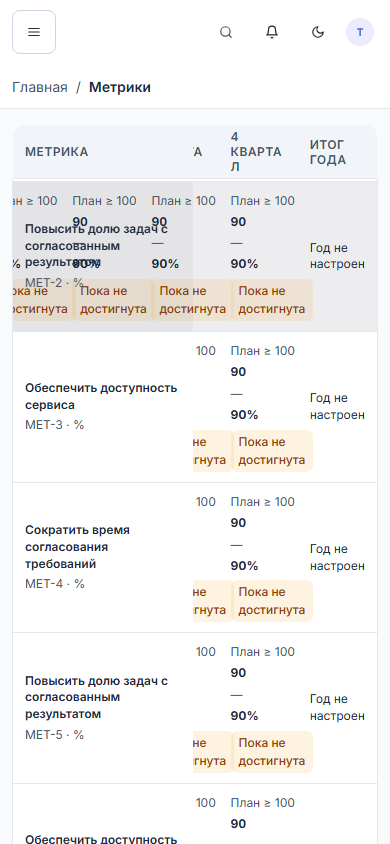 T
Главная / Метрики
МЕТРИКА
4 КВАРТА Л
ИТОГ ГОДА
План ≥ 100
План ≥ 100
План ≥ 100
90
90
90
Повысить долю задач с
—
—
согласованным
результатом
90%
90%
90%
Год не
настроен
МЕТ-2 · %
Пока не
достигнута
Пока не
достигнута
Пока не
достигнута
100
План ≥ 100
90
Обеспечить доступность
сервиса
МЕТ-3 · %
—
90%
Год не
настроен
не
Пока не
достигнута
100
План ≥ 100
90
Сократить время
согласования
требований
МЕТ-4 · %
—
90%
Год не
настроен
не
Пока не
достигнута
100
План ≥ 100
90
Повысить долю задач с
согласованным
результатом
МЕТ-5 · %
—
90%
Год не
настроен
не
Пока не
достигнута
100
План ≥ 100
90
Обеспечить доступность